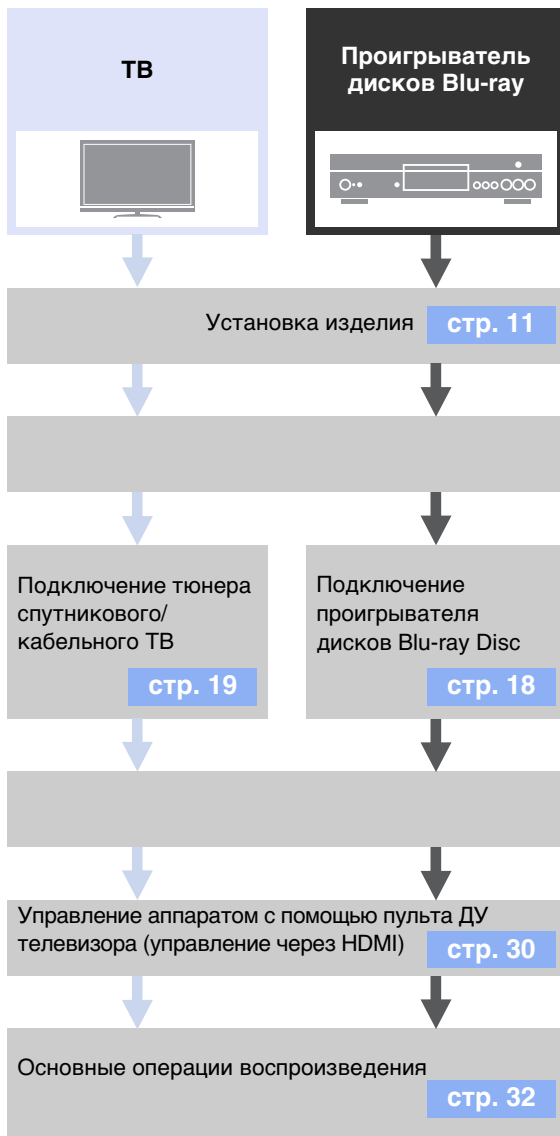 ТВ
Проигрыватель
дисков Blu-ray
Установка изделия
стр. 11
Подключение тюнера
спутникового/
кабельного ТВ
стр. 19
Подключение
проигрывателя
дисков Blu-ray Disc
стр. 18
Управление аппаратом с помощью пульта ДУ
телевизора (управление через HDMI)
стр. 30
Основные операции воспроизведения
стр. 32